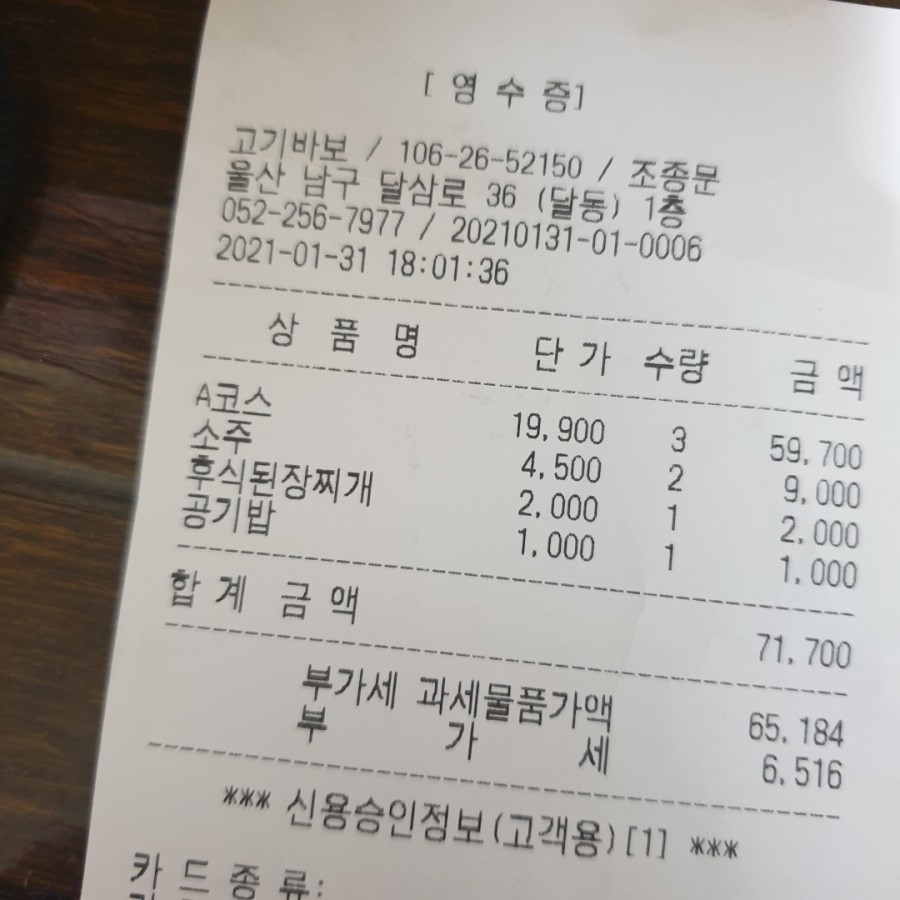 [ 영 수 증]
고기바보 / 106-26-52150 / 조종문
울산 남구 달삼로 36 (달동) 1층
052-256-7977 / 20210131-01-0006
2021-01-31 18:01:36
상 품 명 단 가 수량 금 액
A코스 19,900 3 59,700
소주 4,500 2 9,000
후식된장찌개 2,000 1 2,000
공기밥 1,000 1 1,000
합 계 금 액 71,700
부가세 과세물품가액 65,184
부 가 세 6,516
*** 신용승인정보(고객용)[1] ***
카 드 종 류: